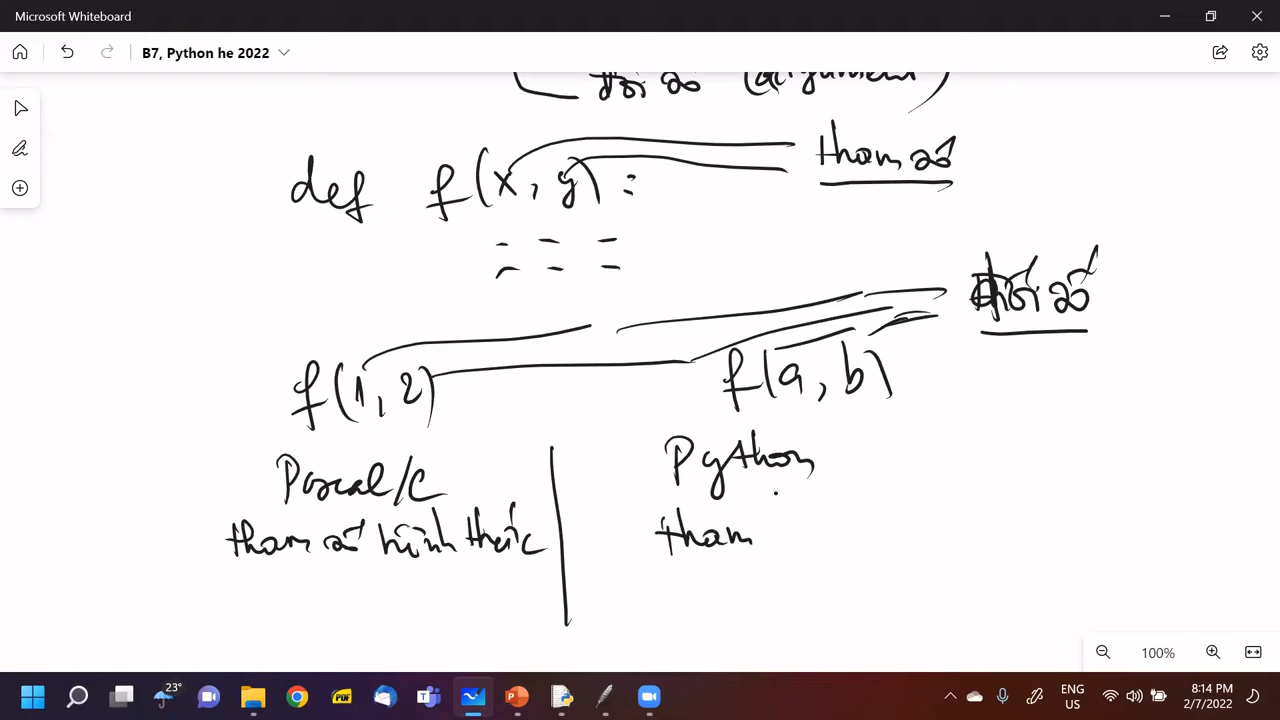 Microsoft Whiteboard
B7, Python he 2022
đối số (argument)
def f(x, y):
tham số
đối số
f(1, 2)
f(a, b)
Pascal/C
Python
tham số hình thức
tham
100%
23°
ENG
US
8:14 PM
2/7/2022